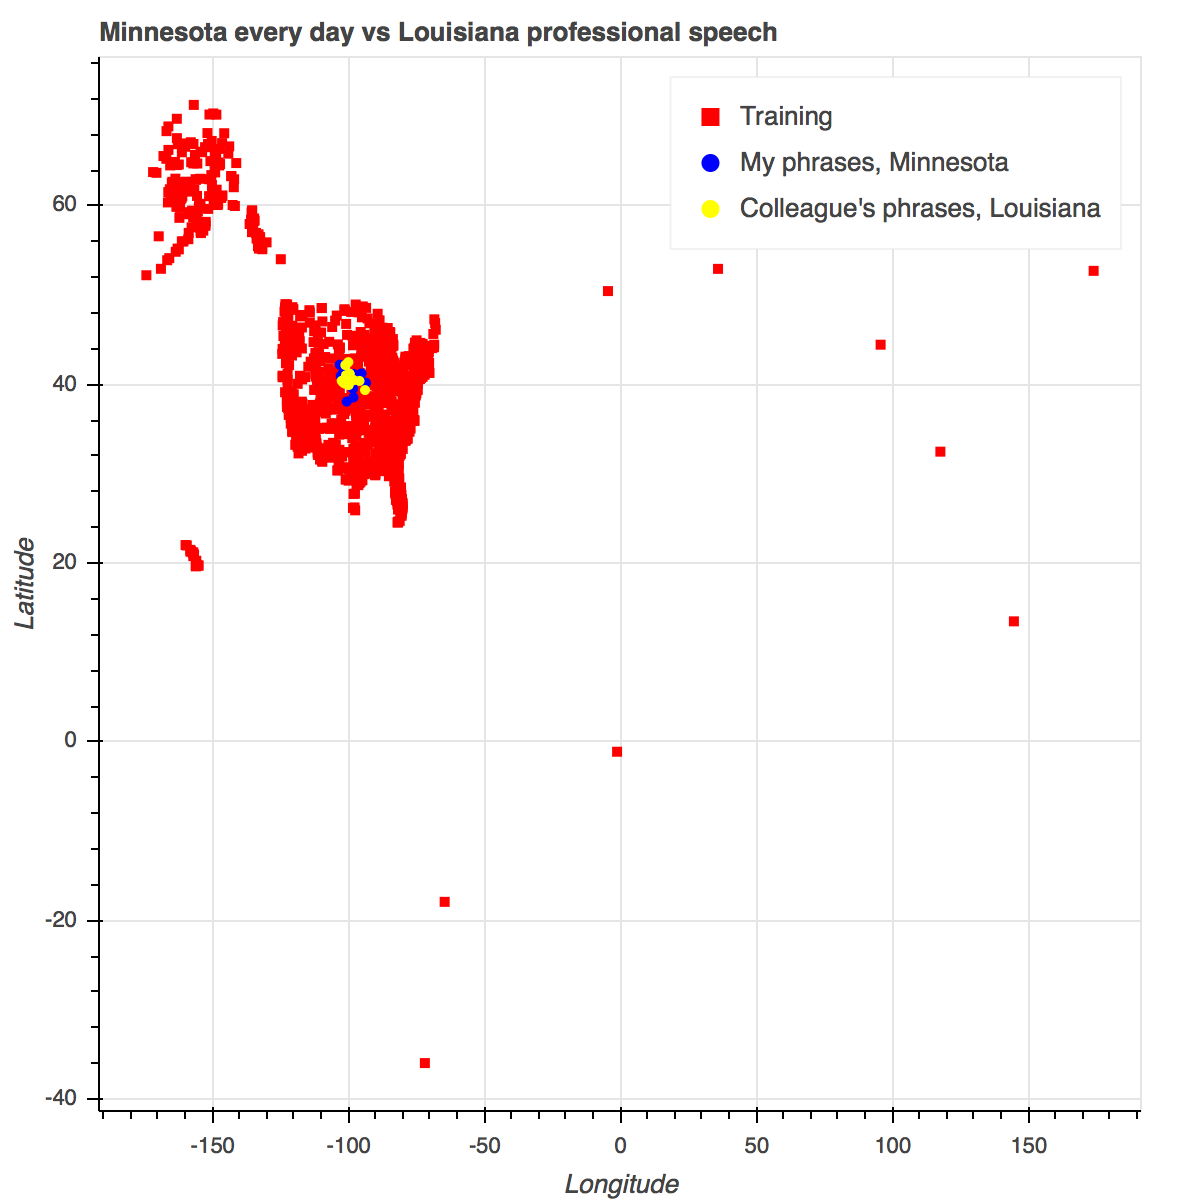 Minnesota every day vs Louisiana professional speech
Training
My phrases, Minnesota
Colleague's phrases, Louisiana
60
40
20
0
-20
-40
Latitude
-150
-100
-50
0
50
100
150
Longitude